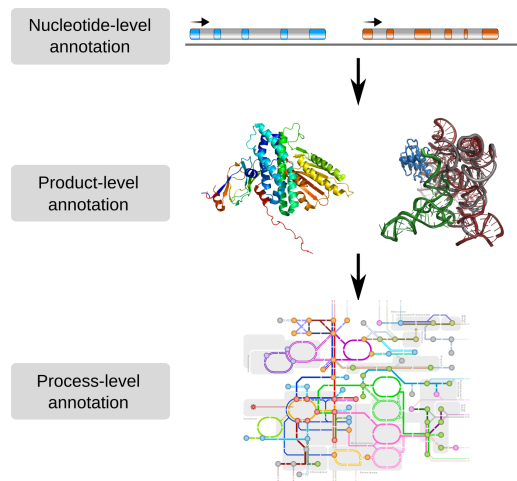 Nucleotide-level
annotation
Product-level
annotation
Process-level
annotation